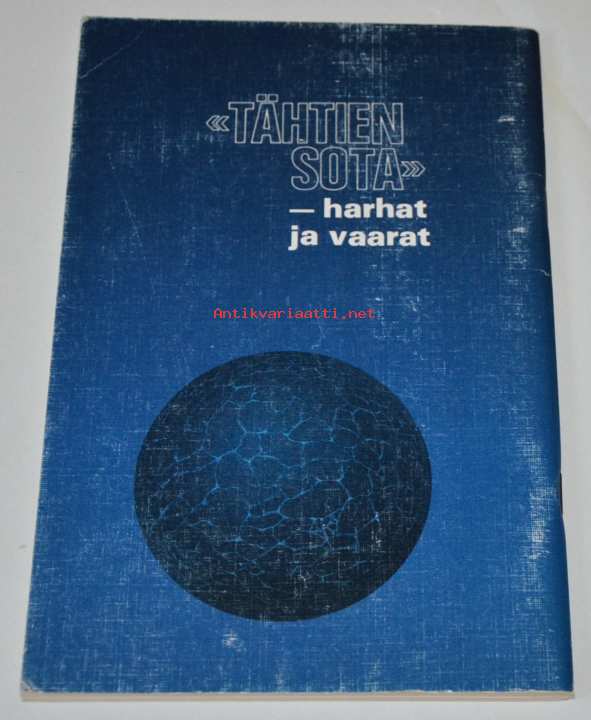 «TÄHTIEN
SOTA»
— harhat
ja vaarat
Antikvariaatti.net